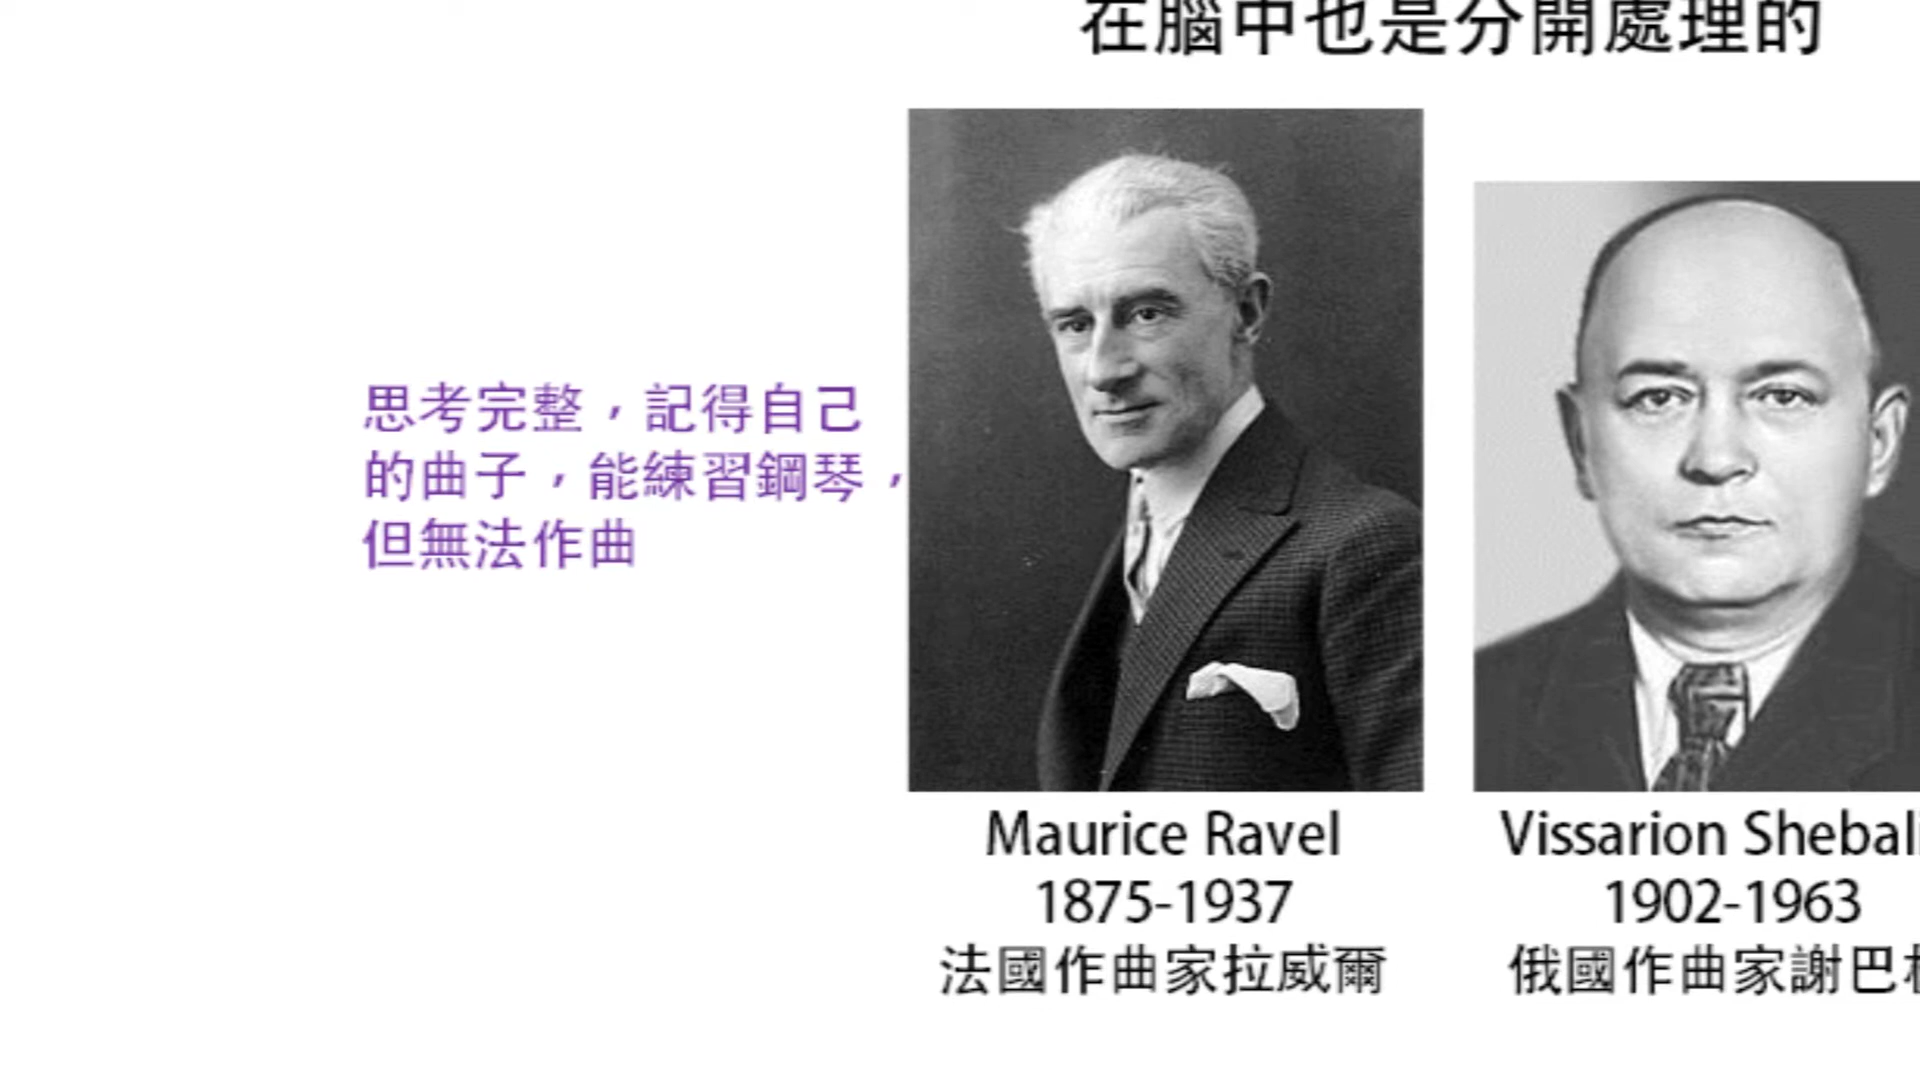 在腦中也是分開處理的
思考完整，記得自己
的曲子，能練習鋼琴，
但無法作曲
Maurice Ravel
1875-1937
法國作曲家拉威爾
Vissarion Shebali
1902-1963
俄國作曲家謝巴